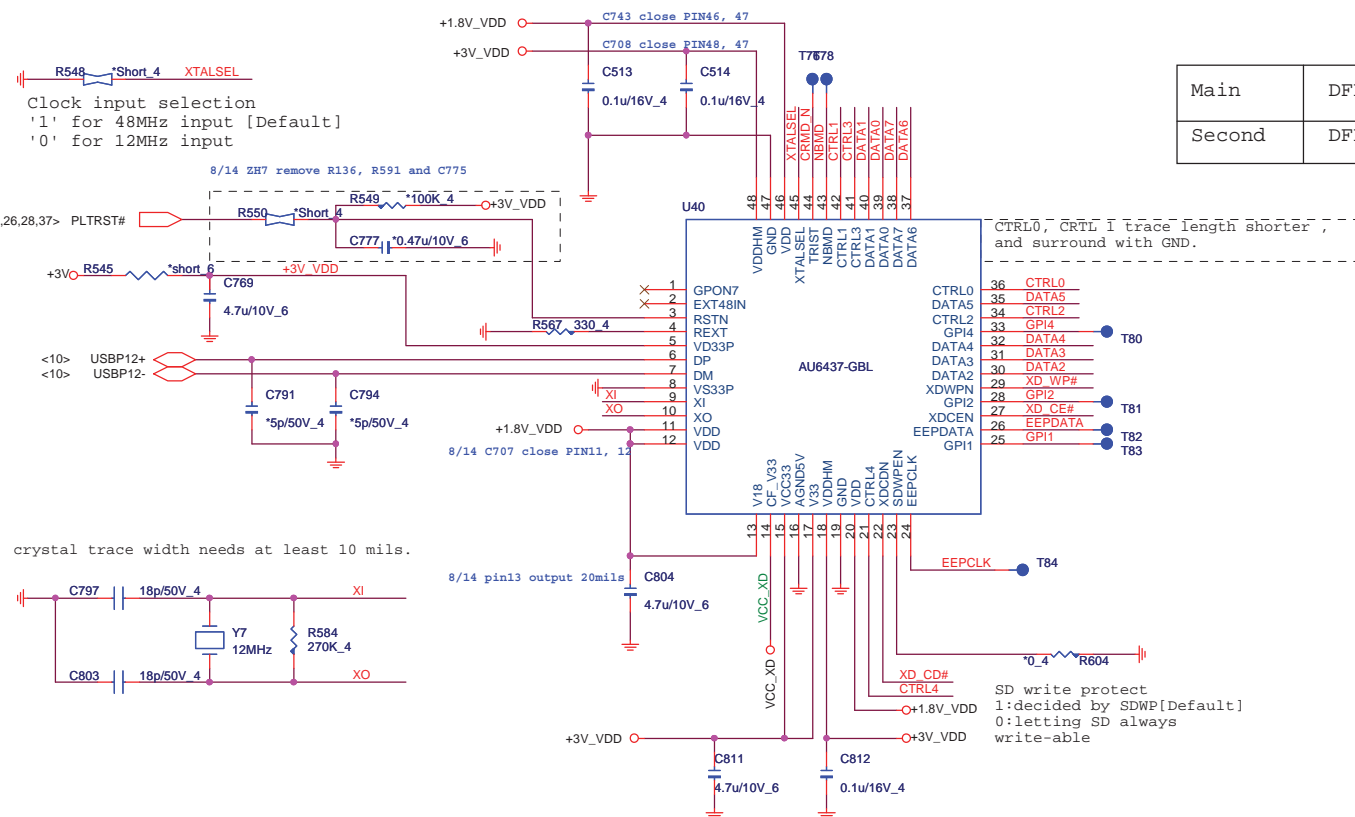 +1.8V_VDD
C743 close PIN46, 47
+3V_VDD
C708 close PIN48, 47
R548 *Short_4 XTALSEL
Clock input selection
'1' for 48MHz input [Default]
'0' for 12MHz input
C513
0.1u/16V_4
C514
0.1u/16V_4
T76
T78
XTALSEL
CRMD_N
NBMD
CTRL1
CTRL3
DATA1
DATA0
DATA7
DATA6
Main
Second
8/14 ZH7 remove R136, R591 and C775
R549 *100K_4 +3V_VDD
,26,28,37> PLTRST# R550 *Short_4
C777 *0.47u/10V_6
+3V R545 *short_6 +3V_VDD
C769
4.7u/10V_6
R567 330_4
<10> USBP12+
<10> USBP12-
C791
*5p/50V_4
C794
*5p/50V_4
XI
XO
+1.8V_VDD
8/14 C707 close PIN11, 12
U40
AU6437-GBL
48 47 46 45 44 43 42 41 40 39 38 37
VDDHM
GND
VDD
XTALSEL
TRIST
NBMD
CTRL1
CTRL3
DATA1
DATA0
DATA7
DATA6
1 GPON7
2 EXT48IN
3 RSTN
4 REXT
5 VD33P
6 DP
7 DM
8 VS33P
9 XI
10 XO
11 VDD
12 VDD
CTRL0 36 CTRL0
DATA5 35 DATA5
CTRL2 34 CTRL2
GPI4 33 GPI4 T80
DATA4 32 DATA4
DATA3 31 DATA3
DATA2 30 DATA2
XDWPN 29 XD_WP#
GPI2 28 GPI2 T81
XDCEN 27 XD_CE#
EEPDATA 26 EEPDATA T82
GPI1 25 GPI1 T83
CTRL0, CRTL 1 trace length shorter ,
and surround with GND.
V18
CF_V33
VCC33
AGND5V
V33
VDDHM
GND
VDD
CTRL4
XDCDN
SDWPEN
EEPCLK
13 14 15 16 17 18 19 20 21 22 23 24
crystal trace width needs at least 10 mils.
C797 18p/50V_4 XI
Y7
12MHz
R584
270K_4
C803 18p/50V_4 XO
8/14 pin13 output 20mils
C804
4.7u/10V_6
VCC_XD
VCC_XD
EEPCLK T84
*0_4 R604
XD_CD#
CTRL4
+1.8V_VDD
+3V_VDD
SD write protect
1:decided by SDWP[Default]
0:letting SD always
write-able
+3V_VDD
C811
4.7u/10V_6
C812
0.1u/16V_4